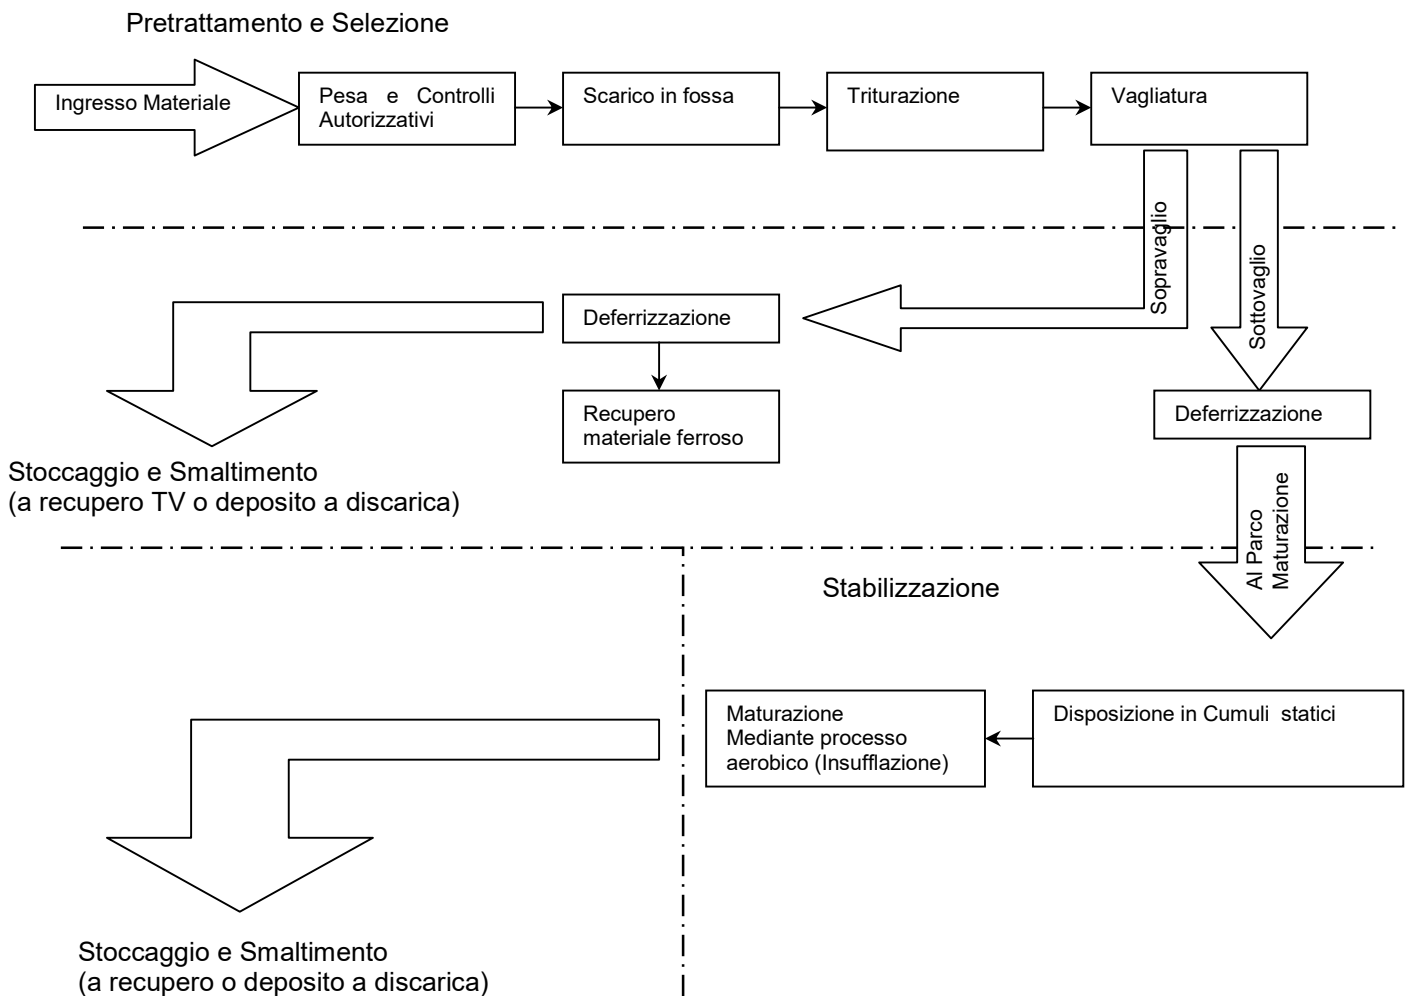 Pretrattamento e Selezione
Ingresso Materiale
Pesa e Controlli
Autorizzativi
Scarico in fossa
Triturazione
Vagliatura
Sopravaglio
Sottovaglio
Deferrizzazione
Recupero
materiale ferroso
Deferrizzazione
Stoccaggio e Smaltimento
(a recupero TV o deposito a discarica)
Al Parco
Maturazione
Stabilizzazione
Maturazione
Mediante processo
aerobico (Insufflazione)
Disposizione in Cumuli statici
Stoccaggio e Smaltimento
(a recupero o deposito a discarica)